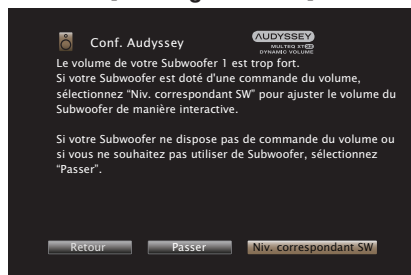 Conf. Audyssey
AUDYSSEY
MULTEQ XT32
DYNAMIC VOLUME
Le volume de votre Subwoofer 1 est trop fort.
Si votre Subwoofer est doté d'une commande du volume,
sélectionnez “Niv. correspondant SW” pour ajuster le volume du
Subwoofer de manière interactive.
Si votre Subwoofer ne dispose pas de commande du volume ou
si vous ne souhaitez pas utiliser de Subwoofer, sélectionnez
“Passer”.
Retour
Passer
Niv. correspondant SW